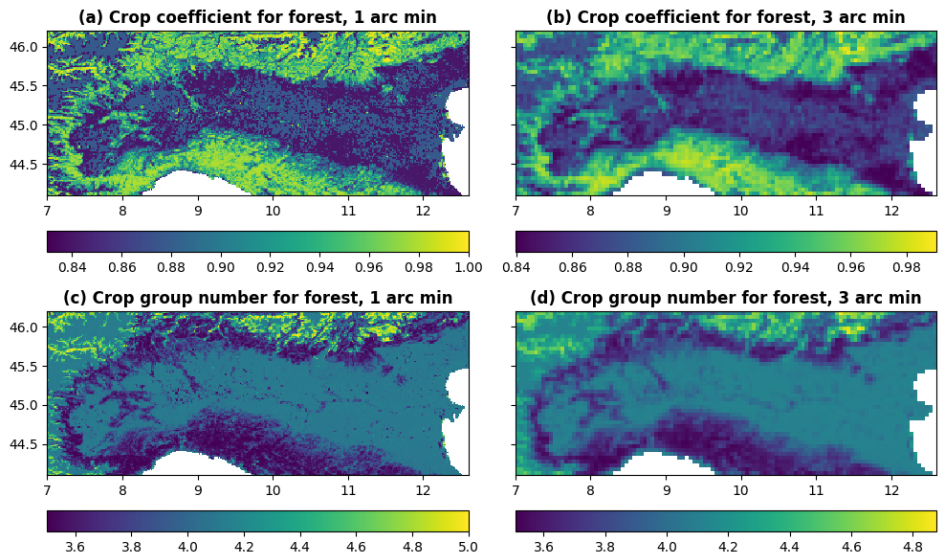 (a) Crop coefficient for forest, 1 arc min
(b) Crop coefficient for forest, 3 arc min
46.0
45.5
45.0
44.5
7 8 9 10 11 12
7 8 9 10 11 12
0.84 0.86 0.88 0.90 0.92 0.94 0.96 0.98 1.00
0.84 0.86 0.88 0.90 0.92 0.94 0.96 0.98
(c) Crop group number for forest, 1 arc min
(d) Crop group number for forest, 3 arc min
46.0
45.5
45.0
44.5
7 8 9 10 11 12
7 8 9 10 11 12
3.6 3.8 4.0 4.2 4.4 4.6 4.8 5.0
3.6 3.8 4.0 4.2 4.4 4.6 4.8